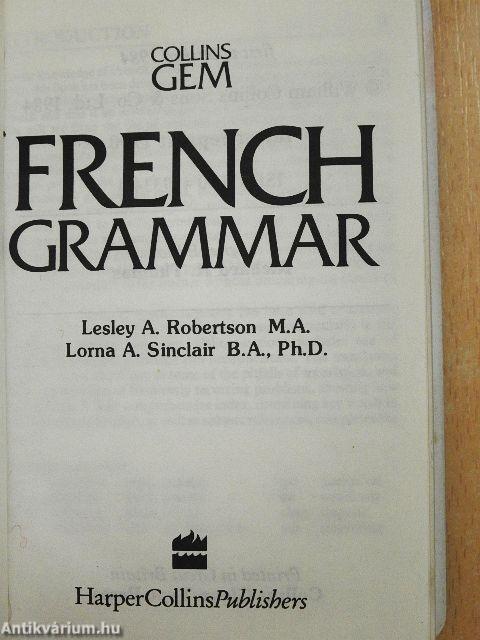 COLLINS
GEM
FRENCH
GRAMMAR
Lesley A. Robertson M.A.
Lorna A. Sinclair B.A., Ph.D.
HarperCollinsPublishers
Antikvárium.hu